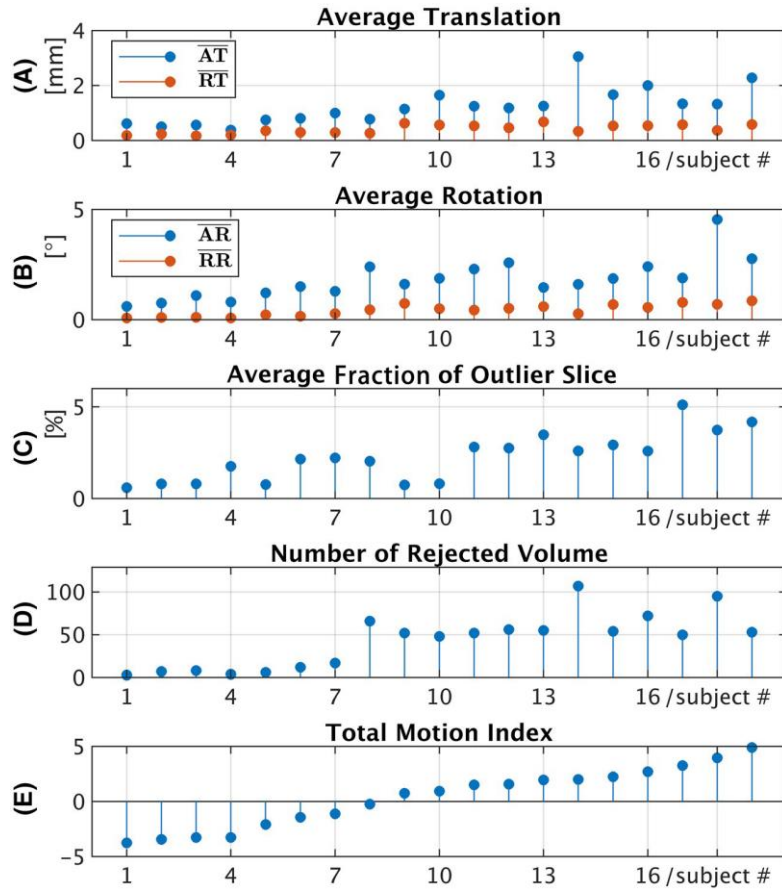 Average Translation
(A)
[mm]
4
2
0
AT
RT
1 4 7 10 13 16 /subject #
Average Rotation
(B)
[°]
5
0
AR
RR
1 4 7 10 13 16 /subject #
Average Fraction of Outlier Slice
(C)
[%]
5
0
1 4 7 10 13 16 /subject #
Number of Rejected Volume
(D)
100
50
0
1 4 7 10 13 16 /subject #
Total Motion Index
(E)
5
0
−5
1 4 7 10 13 16 /subject #